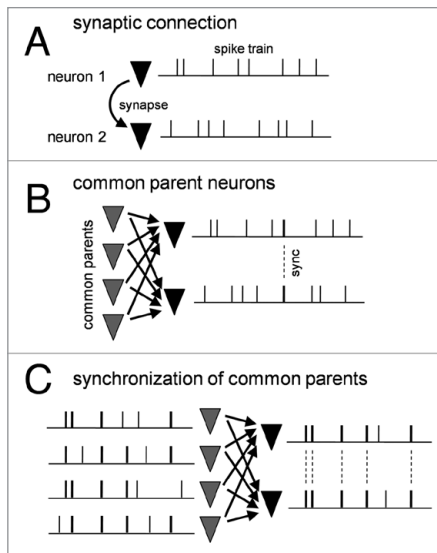 A
synaptic connection
spike train
neuron 1
synapse
neuron 2
B
common parent neurons
common parents
sync
C
synchronization of common parents